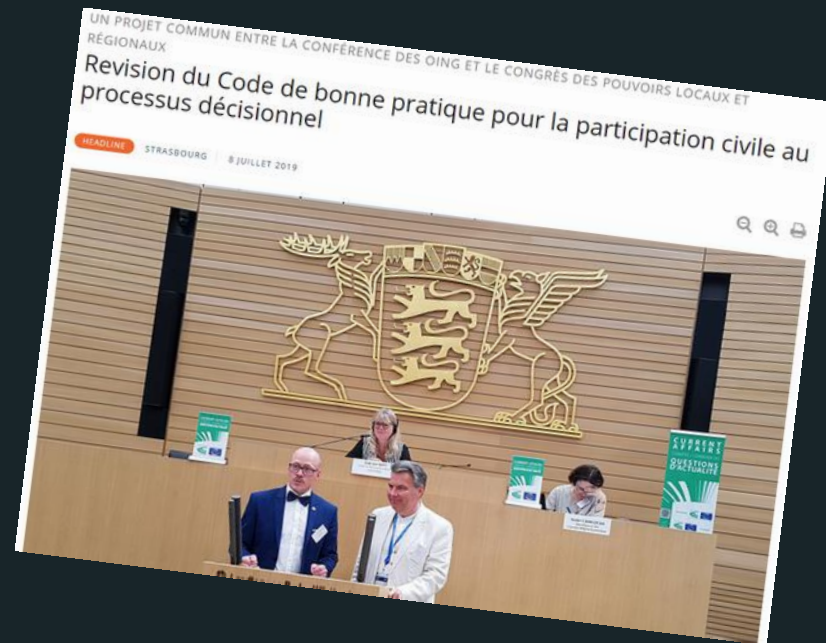 UN PROJET COMMUN ENTRE LA CONFÉRENCE DES OING ET LE CONGRÈS DES POUVOIRS LOCAUX ET
RÉGIONAUX
Revision du Code de bonne pratique pour la participation civile au
processus décisionnel
HEADLINE STRASBOURG 8 JUILLET 2019
CURRENT
AFFAIRS
QUESTIONS
D'ACTUALITÉ